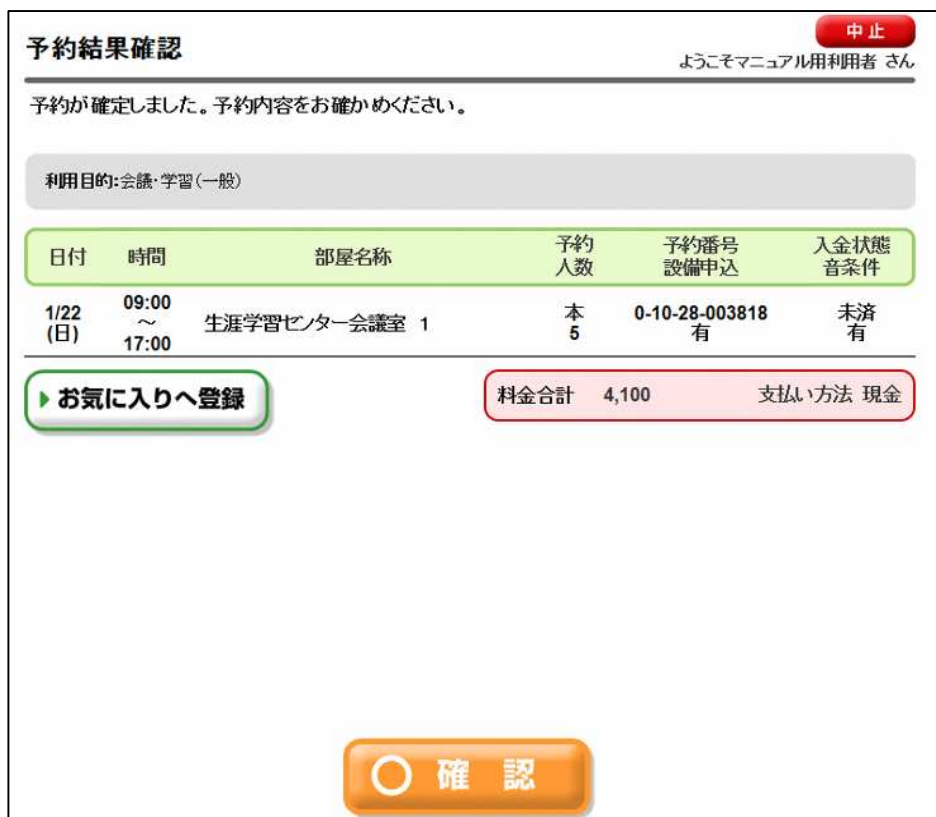 予約結果確認
中止
ようこそマニュアル用利用者 さん
予約が確定しました。予約内容をお確かめください。
利用目的:会議・学習(一般)
日付 時間 部屋名称 予約人数 予約番号設備申込 入金状態音条件
1/22(日) 09:00～17:00 生涯学習センター会議室 1 本5 0-10-28-003818有 未済有
お気に入りへ登録
料金合計 4,100 支払い方法 現金
確 認